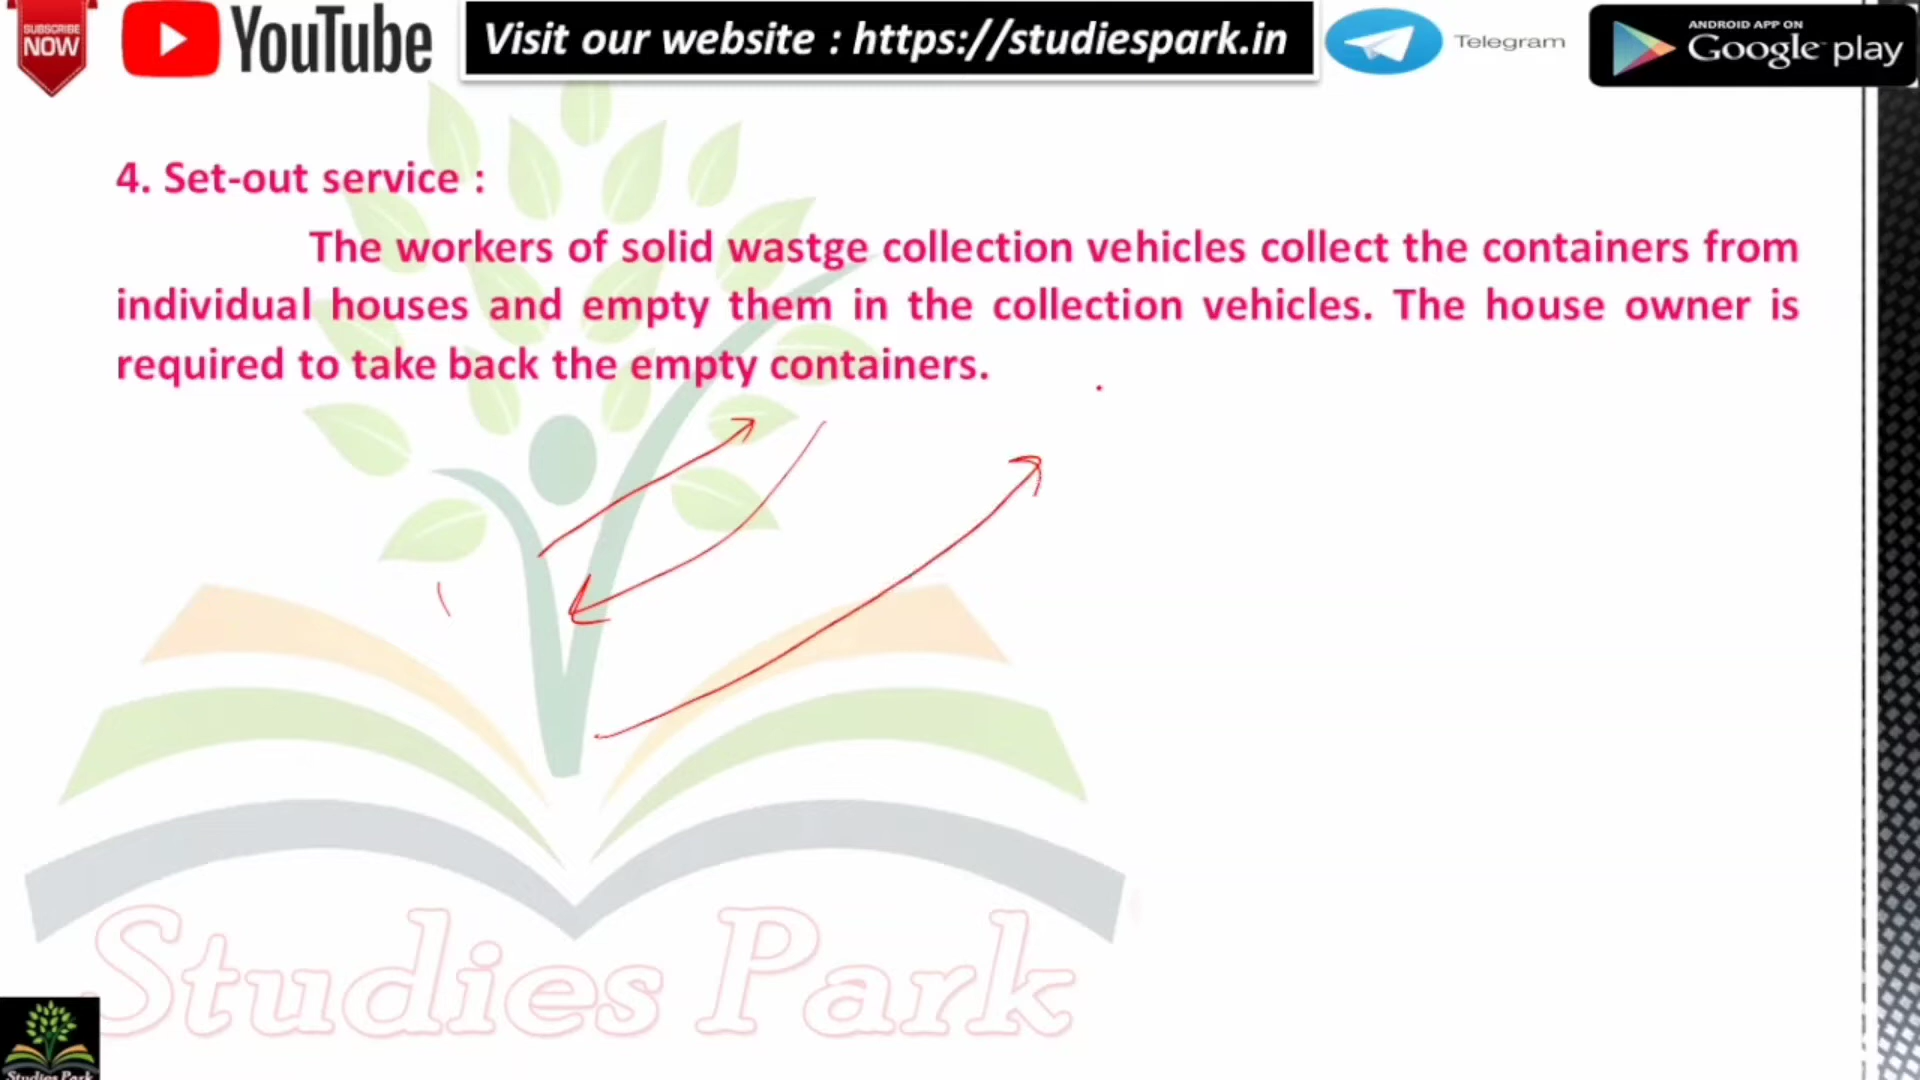 SUBSCRIBE
NOW
YouTube
Visit our website : https://studiespark.in
Telegram
ANDROID APP ON
Google play
4. Set-out service :
The workers of solid wastge collection vehicles collect the containers from
individual houses and empty them in the collection vehicles. The house owner is
required to take back the empty containers.
Studies Park
Studies Park